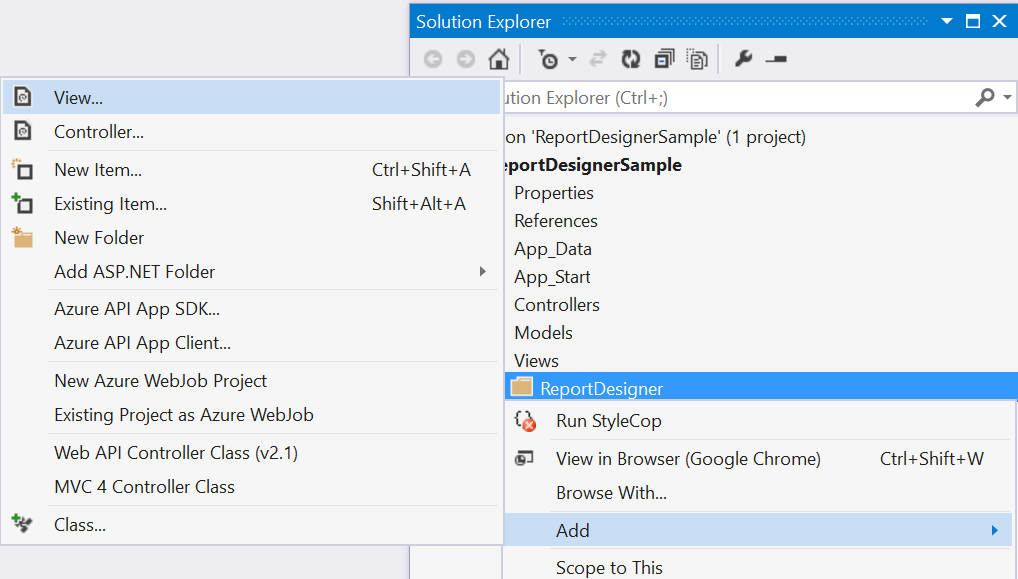 Solution Explorer
ution Explorer (Ctrl+;)
on 'ReportDesignerSample' (1 project)
eportDesignerSample
Properties
References
App_Data
App_Start
Controllers
Models
Views
ReportDesigner
Run StyleCop
View in Browser (Google Chrome) Ctrl+Shift+W
Browse With...
Add
Scope to This
View...
Controller...
New Item... Ctrl+Shift+A
Existing Item... Shift+Alt+A
New Folder
Add ASP.NET Folder
Azure API App SDK...
Azure API App Client...
New Azure WebJob Project
Existing Project as Azure WebJob
Web API Controller Class (v2.1)
MVC 4 Controller Class
Class...